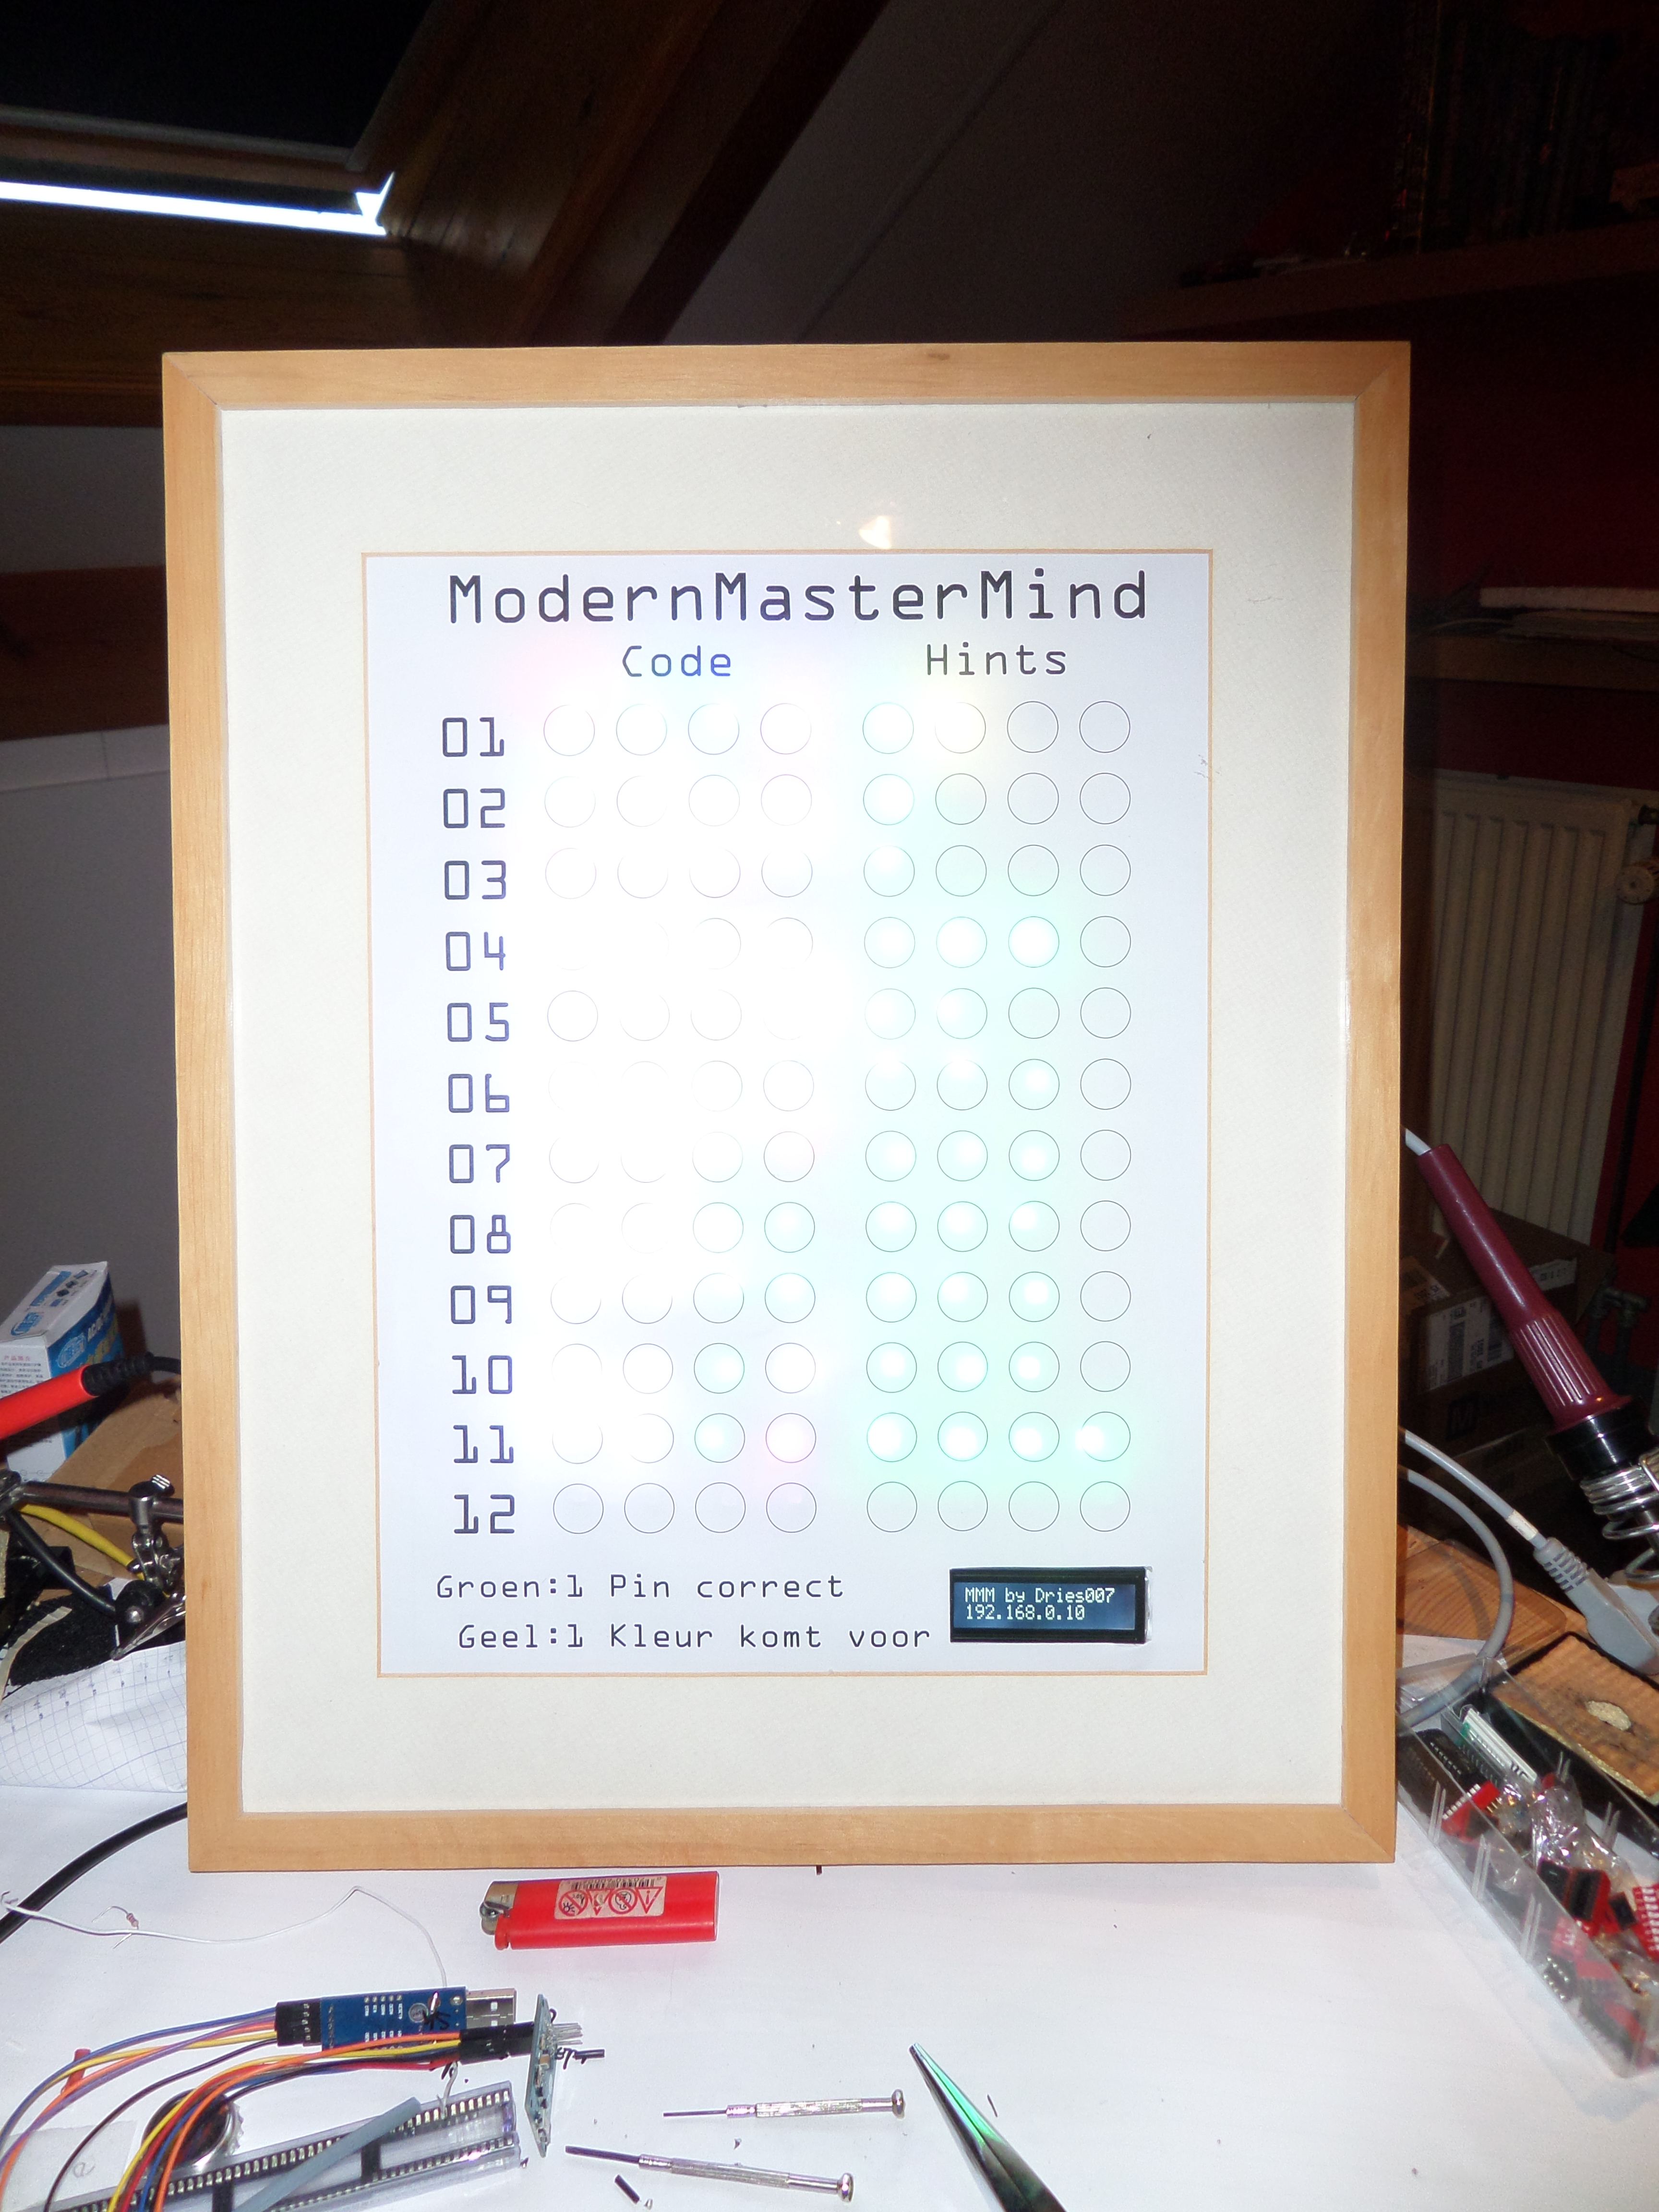 ModernMasterMind
Code Hints
01
02
03
04
05
06
07
08
09
10
11
12
Groen:1 Pin correct
Geel:1 Kleur komt voor
MMM by Dries007
192.168.0.10